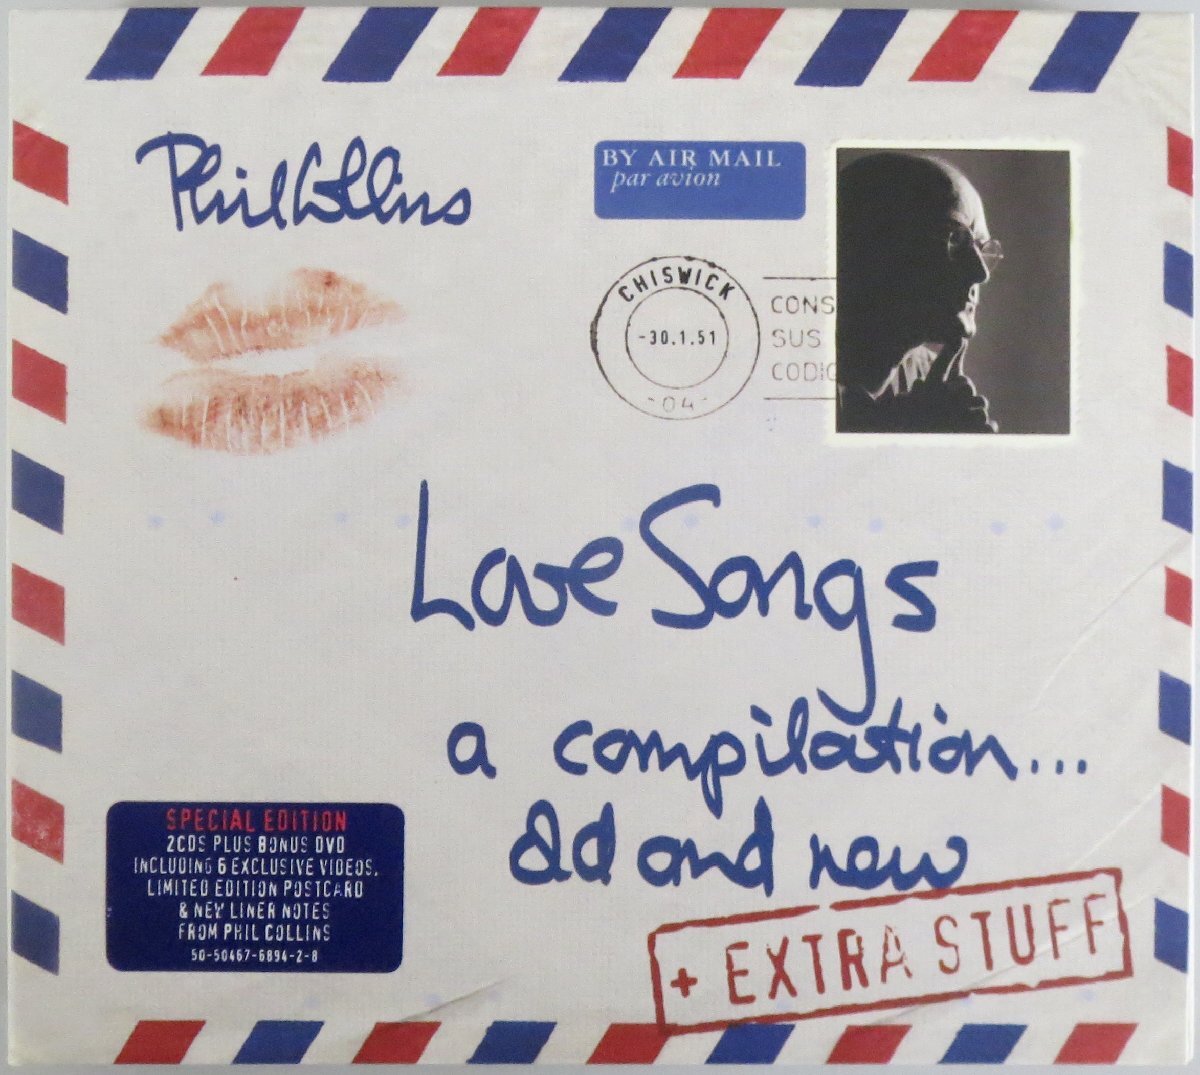 Phil Collins
BY AIR MAIL
par avion
CHISWICK
-30.1.51
-04-
CONS
SUS
CODIC
Love Songs
a compilation...
Old and new
+ EXTRA STUFF
SPECIAL EDITION
2CDS PLUS BONUS DVD
INCLUDING 6 EXCLUSIVE VIDEOS,
LIMITED EDITION POSTCARD
& NEW LINER NOTES
FROM PHIL COLLINS
50-50467-6894-2-8